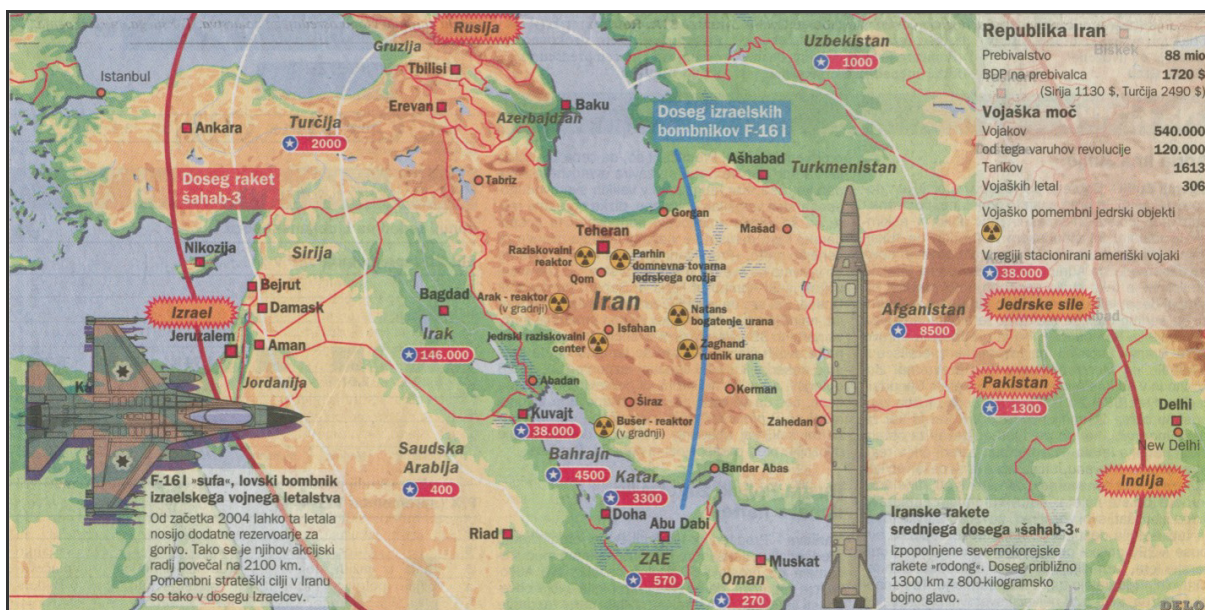 Rusija
Gruzija
Tbilisi
Istanbul
Erevan
Baku
Azerbajdžan
Ankara
Turčija
2000
Doseg raket
šahab-3
Tabriz
Uzbekistan
1000
Doseg izraelskih
bombnikov F-16 I
Ašhabad
Turkmenistan
Gorgan
Mašad
Teheran
Raziskovalni
reaktor
Parhin
domnevna tovarna
jedrskega orožja
Qom
Iran
Arak - reaktor
(v gradnji)
Natans
bogatenje urana
Isfahan
jedrski raziskovalni
center
Zaghand
rudnik urana
Kerman
Širaz
Zahedan
Bušer - reaktor
(v gradnji)
Bandar Abas
Nikozija
Sirija
Bejrut
Damask
Izrael
Jeruzalem
Aman
Jordanija
Ka
Bagdad
Irak
146.000
Abadan
Kuvajt
38.000
Saudska
Arabija
400
Bahrajn
4500
Katar
3300
Doha
Abu Dabi
Riad
ZAE
570
Oman
270
Muskat
Afganistan
8500
Pakistan
1300
Delhi
New Delhi
Indija
Republika Iran
Biskek
Prebivalstvo 88 mio
BDP na prebivalca 1720 $
(Sirija 1130 $, Turčija 2490 $)
Vojaška moč
Vojakov 540.000
od tega varuhov revolucije 120.000
Tankov 1613
Vojaških letal 306
Vojaško pomembni jedrski objekti
V regiji stacionirani ameriški vojaki
38.000
Jedrske sile
F-16 I »sufa«, lovski bombnik
izraelskega vojnega letalstva
Od začetka 2004 lahko ta letala
nosijo dodatne rezervoarje za
gorivo. Tako se je njihov akcijski
radij povečal na 2100 km.
Pomembni strateški cilji v Iranu
so tako v dosegu Izraelcev.
Iranske rakete
srednjega dosega »šahab-3«
Izpopolnjene severnokorejske
rakete »rodong«. Doseg približno
1300 km z 800-kilogramsko
bojno glavo.
DELO